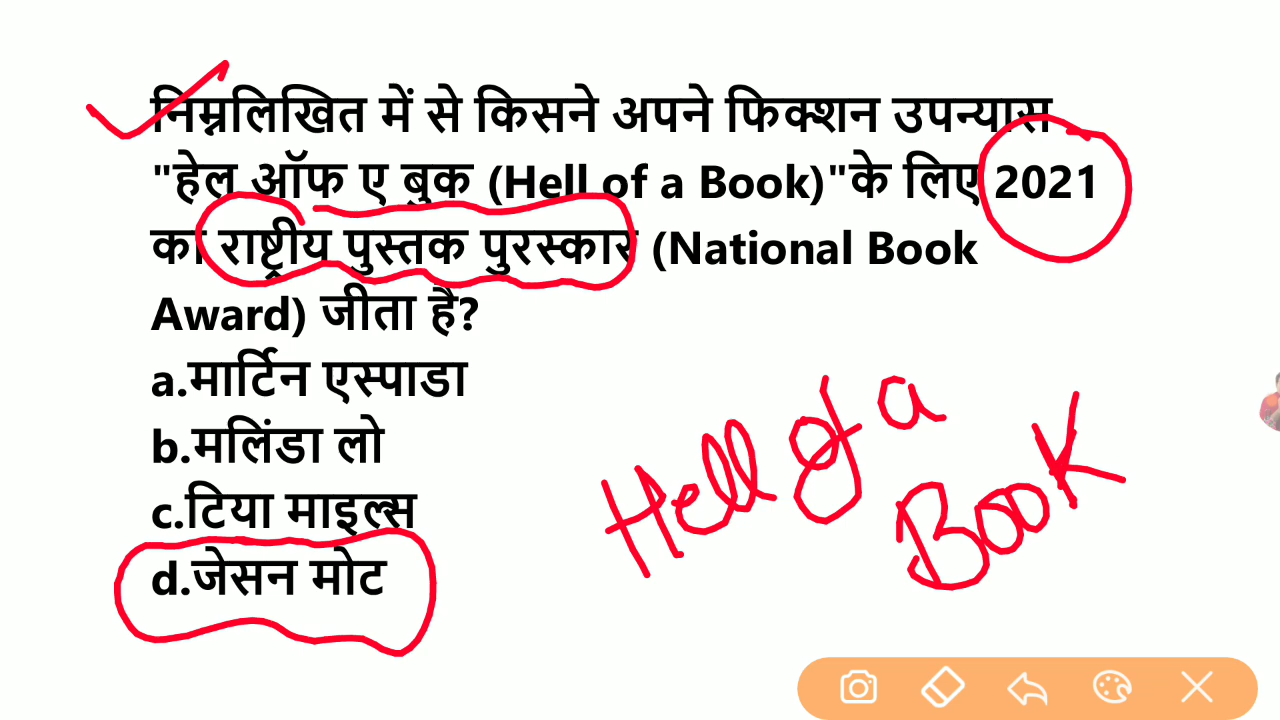 निम्नलिखित में से किसने अपने फिक्शन उपन्यास
"हेल ऑफ ए बुक (Hell of a Book)"के लिए 2021
का राष्ट्रीय पुस्तक पुरस्कार (National Book
Award) जीता है?
a.मार्टिन एस्पाडा
b.मलिंडा लो
c.टिया माइल्स
d.जेसन मोट
Hell of a
Book